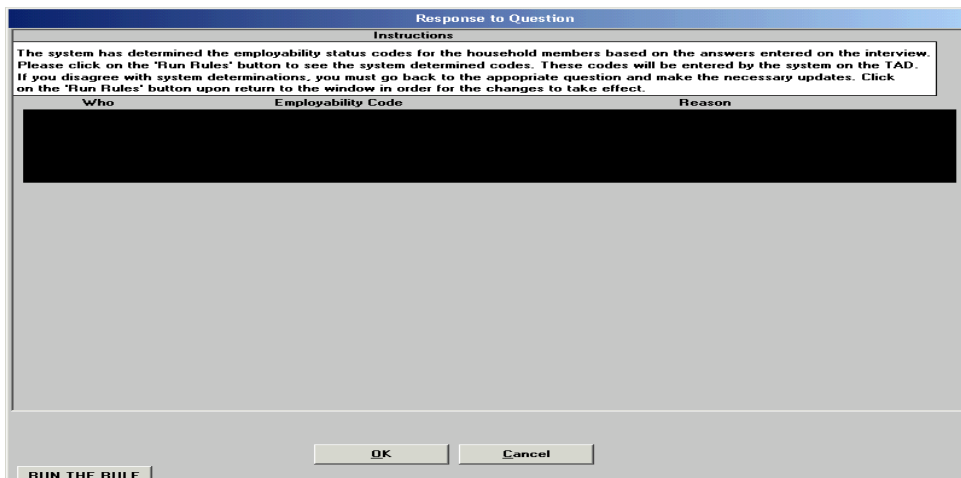 Response to Question
Instructions
The system has determined the employability status codes for the household members based on the answers entered on the interview.
Please click on the 'Run Rules' button to see the system determined codes. These codes will be entered by the system on the TAD.
If you disagree with system determinations, you must go back to the appopriate question and make the necessary updates. Click
on the 'Run Rules' button upon return to the window in order for the changes to take effect.
Who Employability Code Reason
OK Cancel
RUN THE RULE